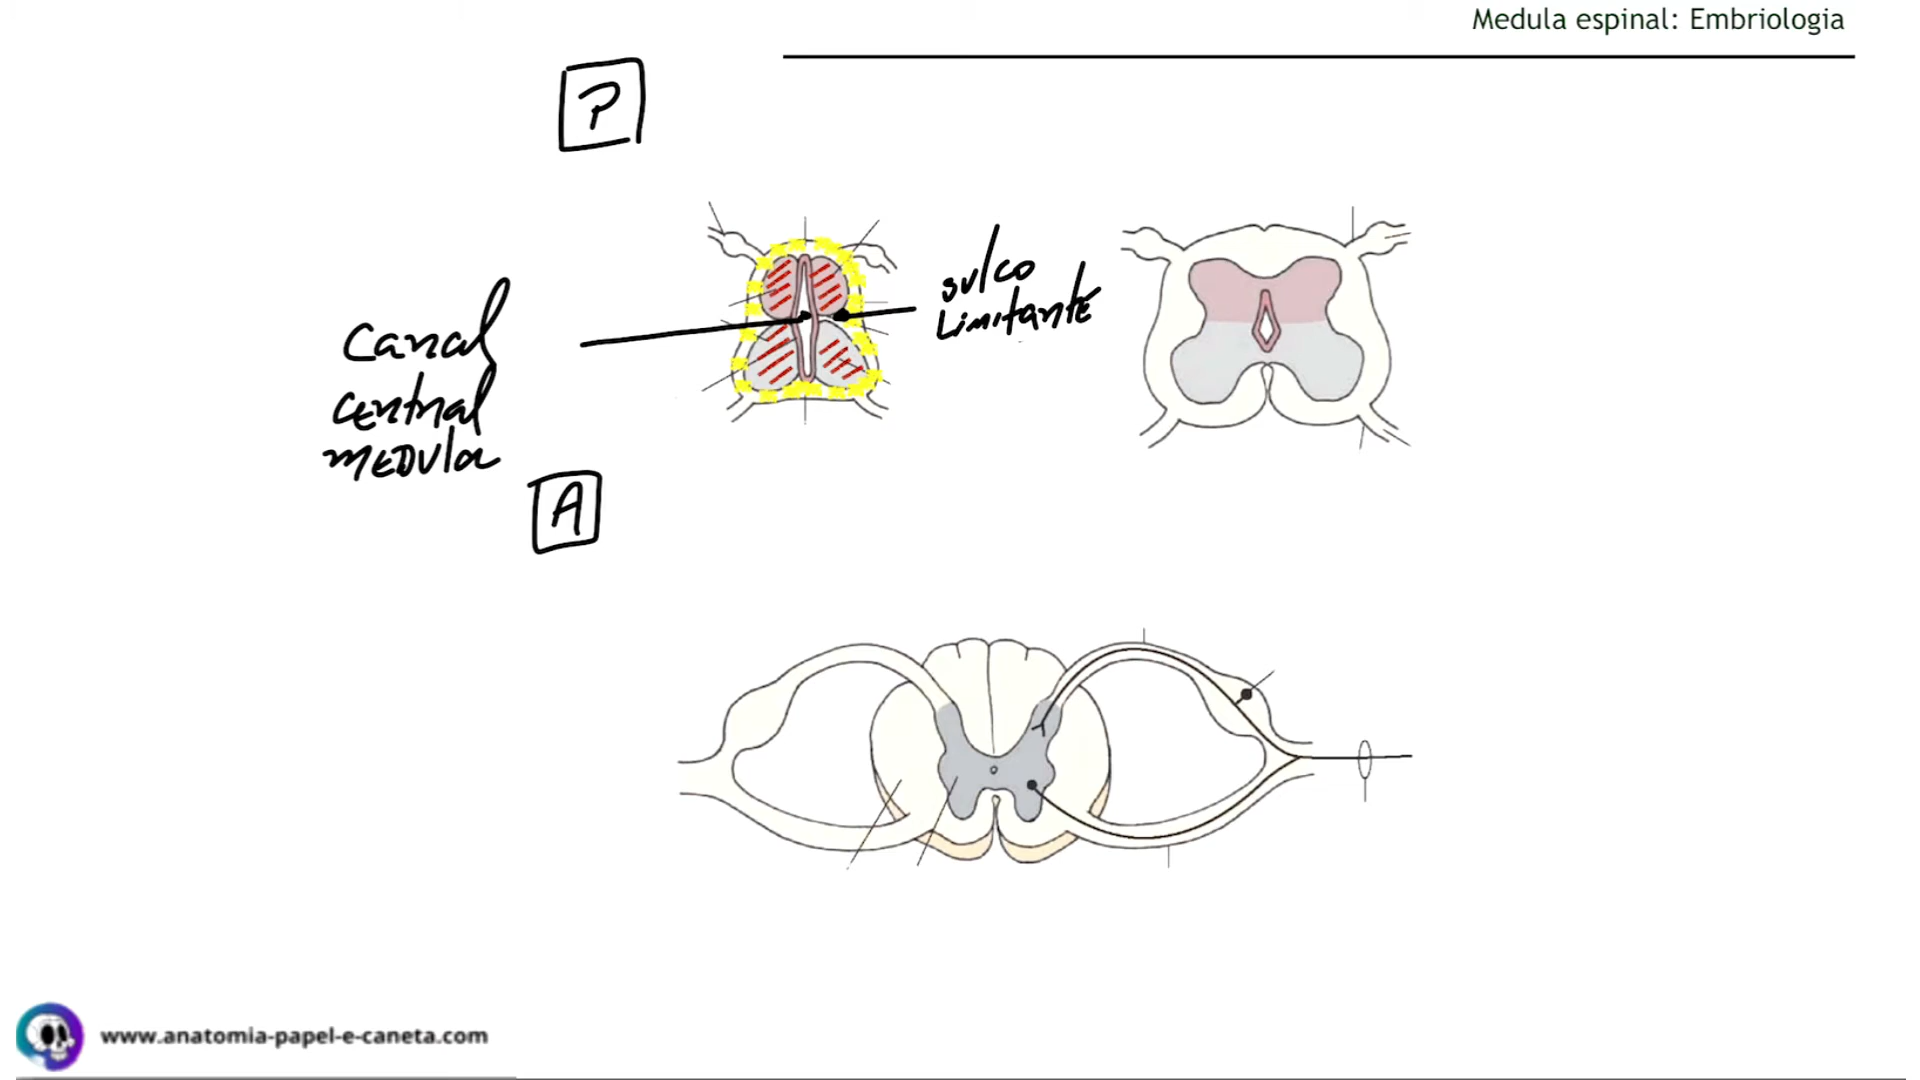 Medula espinal: Embriologia
P
sulco
Limitante
canal
central
MEDULA
A
www.anatomia-papel-e-caneta.com